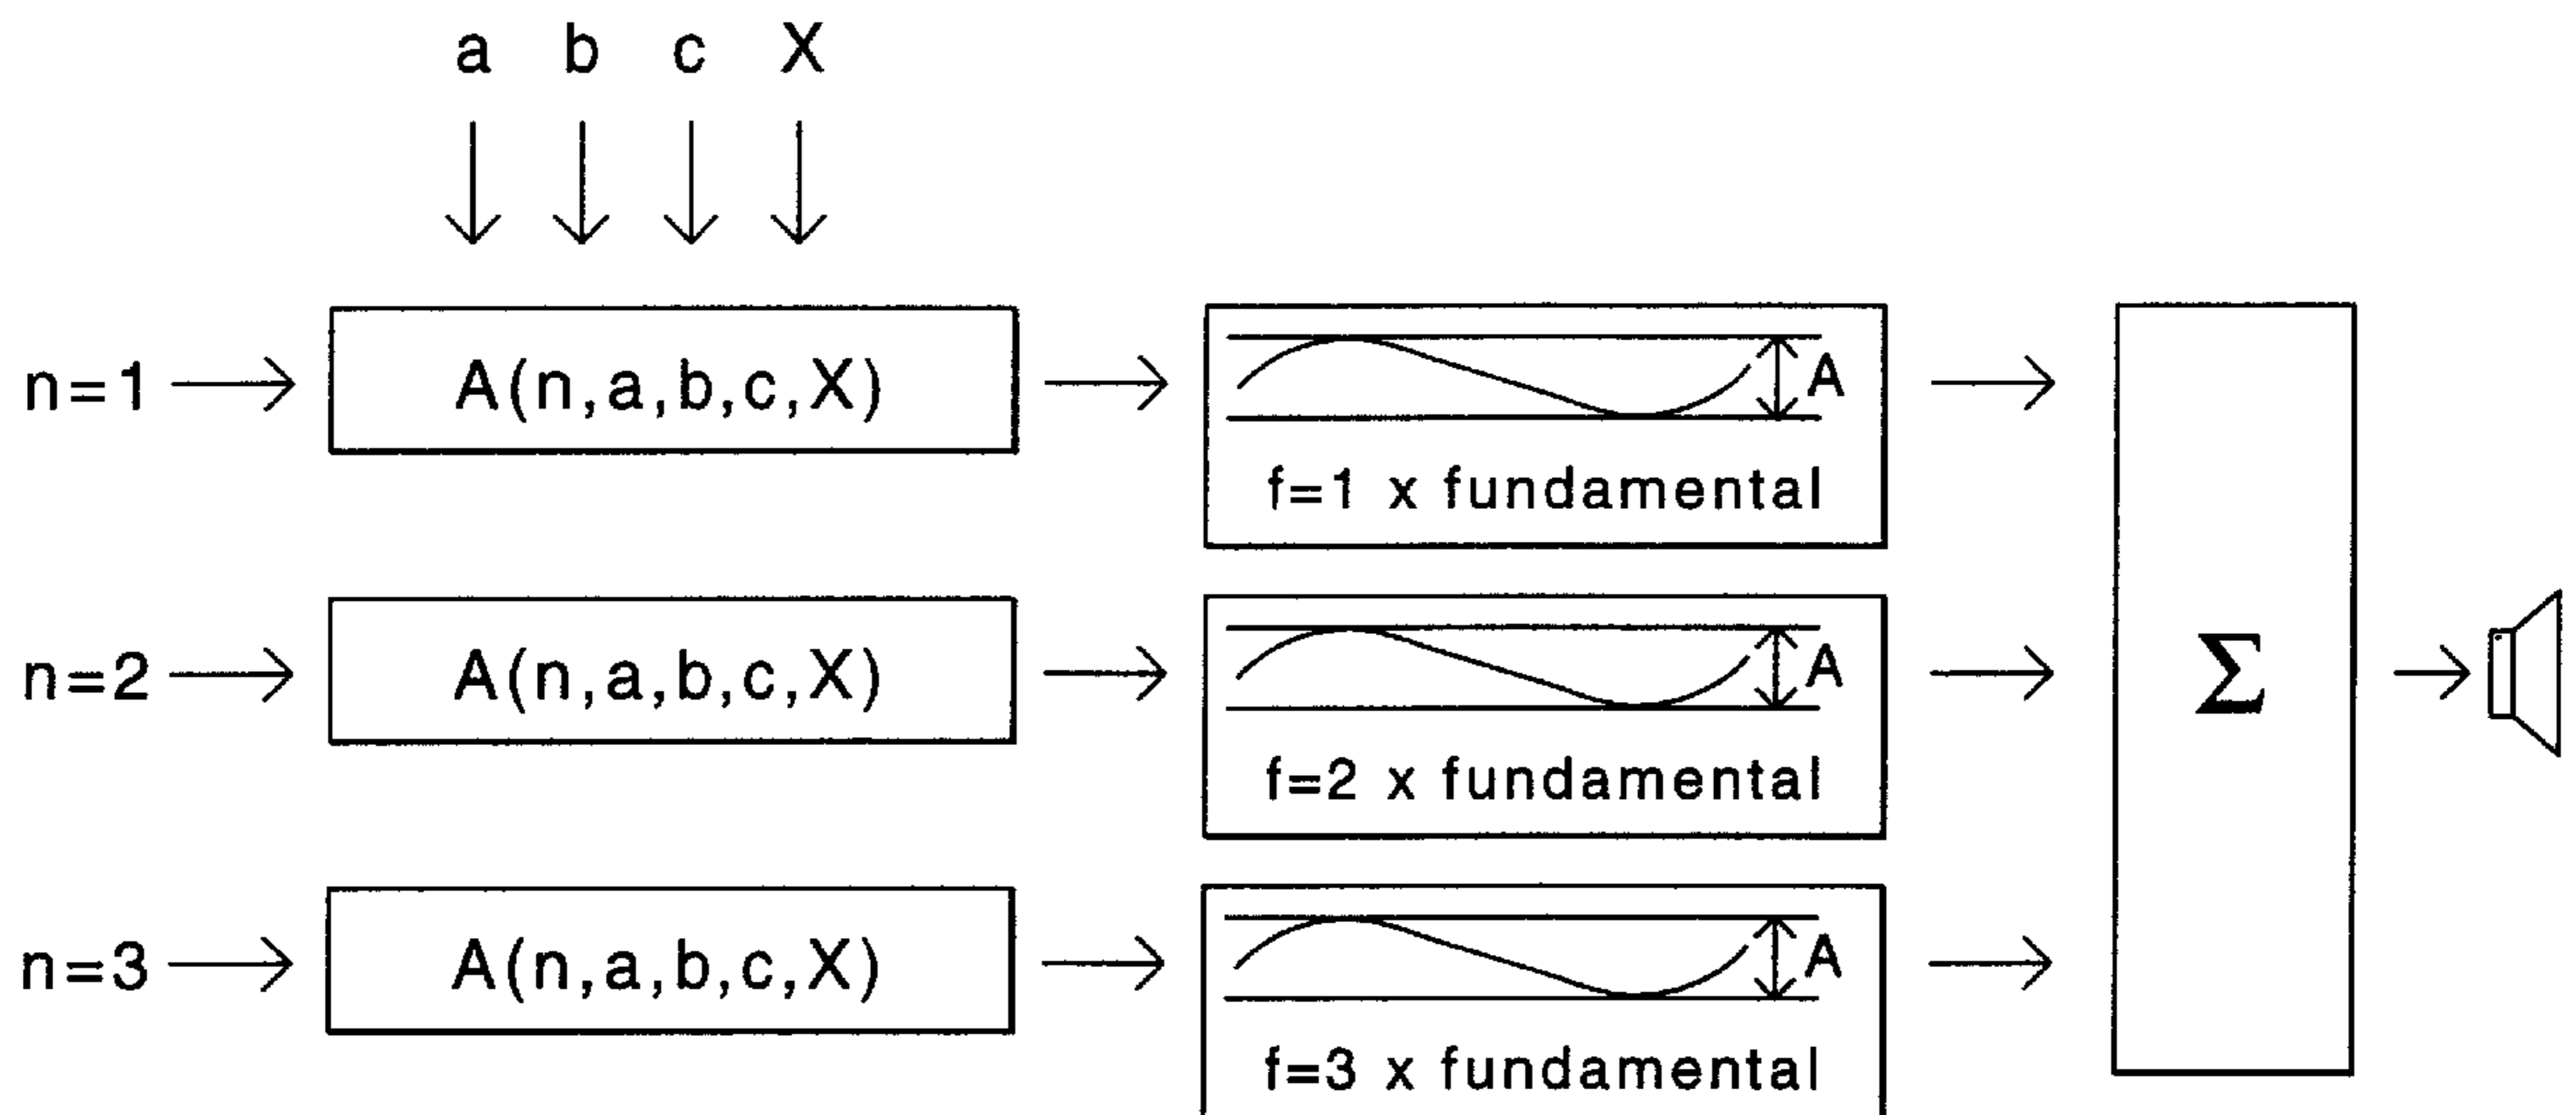 a b c X
n=1 A(n,a,b,c,X) A
f=1 x fundamental
n=2 A(n,a,b,c,X) A Σ
f=2 x fundamental
n=3 A(n,a,b,c,X) A
f=3 x fundamental